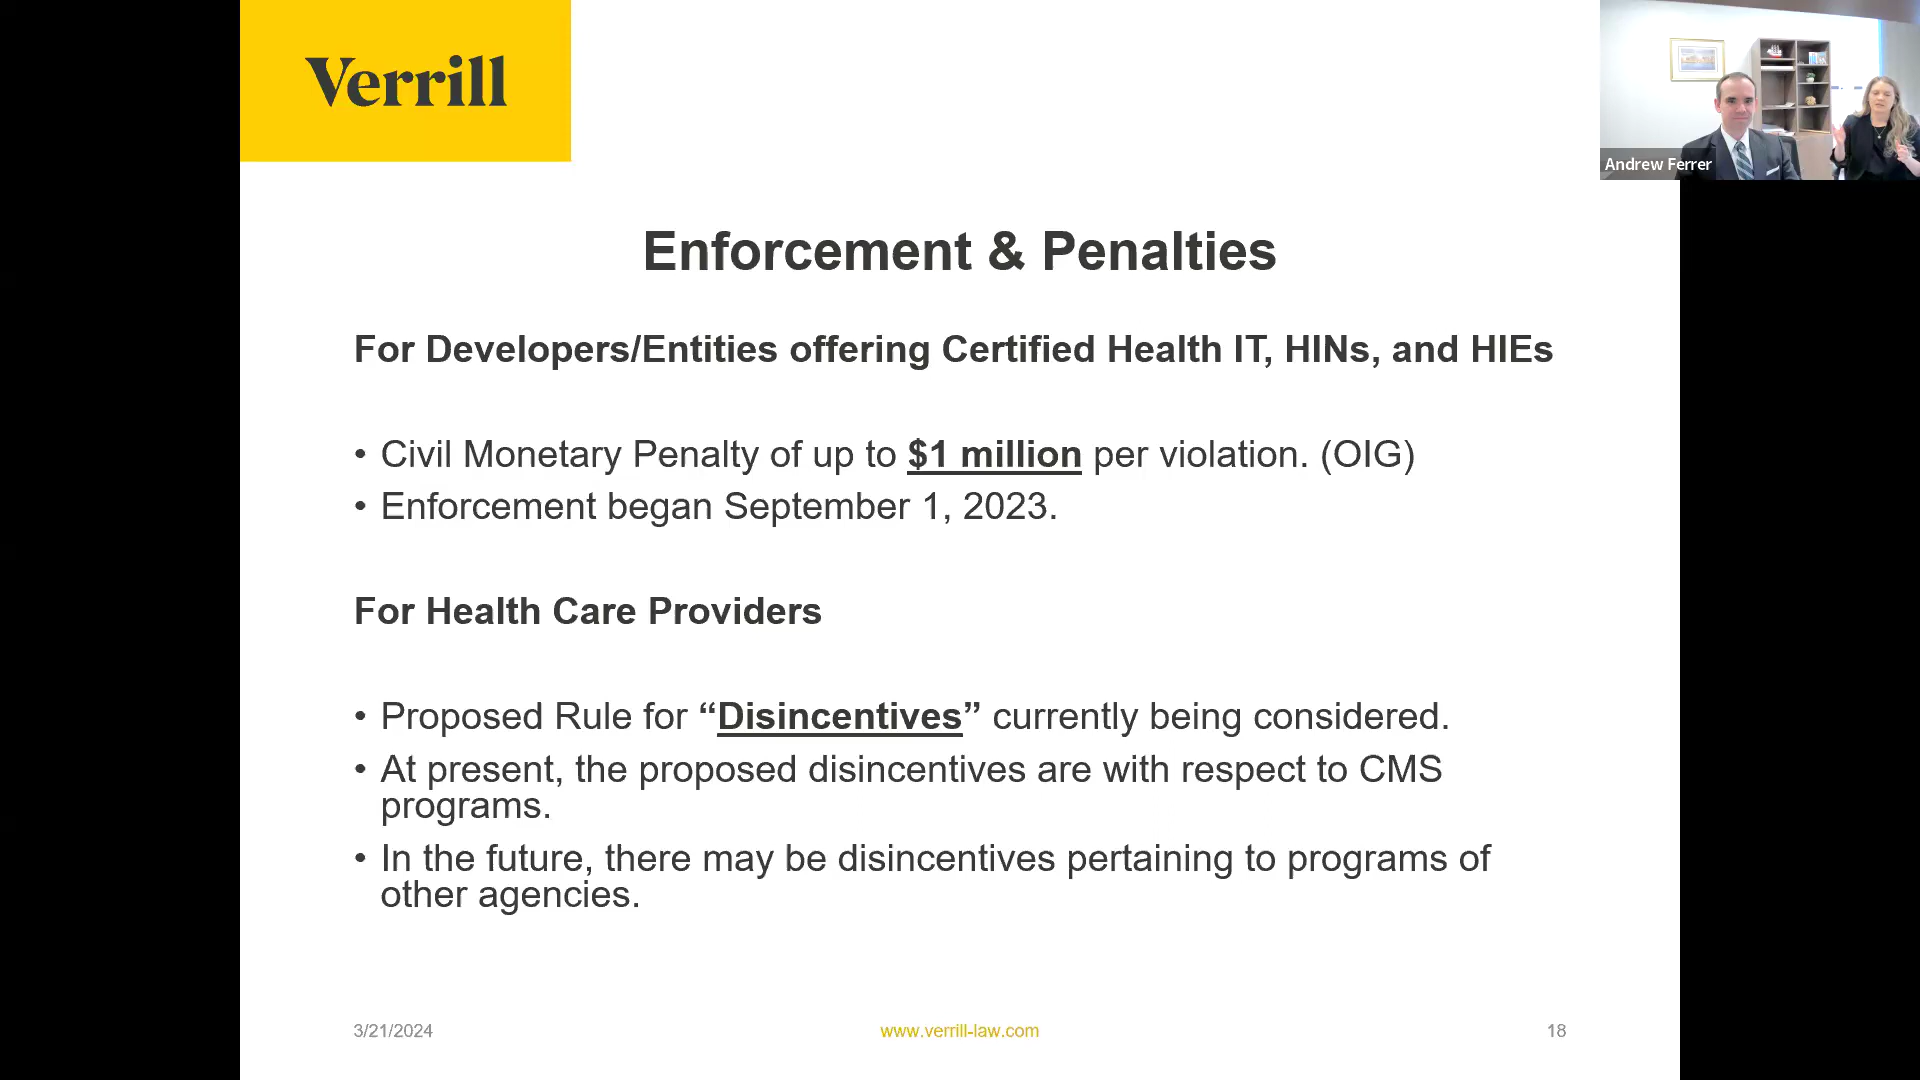 Verrill
Andrew Ferrer
Enforcement & Penalties
For Developers/Entities offering Certified Health IT, HINs, and HIEs
• Civil Monetary Penalty of up to $1 million per violation. (OIG)
• Enforcement began September 1, 2023.
For Health Care Providers
• Proposed Rule for “Disincentives” currently being considered.
• At present, the proposed disincentives are with respect to CMS
programs.
• In the future, there may be disincentives pertaining to programs of
other agencies.
3/21/2024
www.verrill-law.com
18